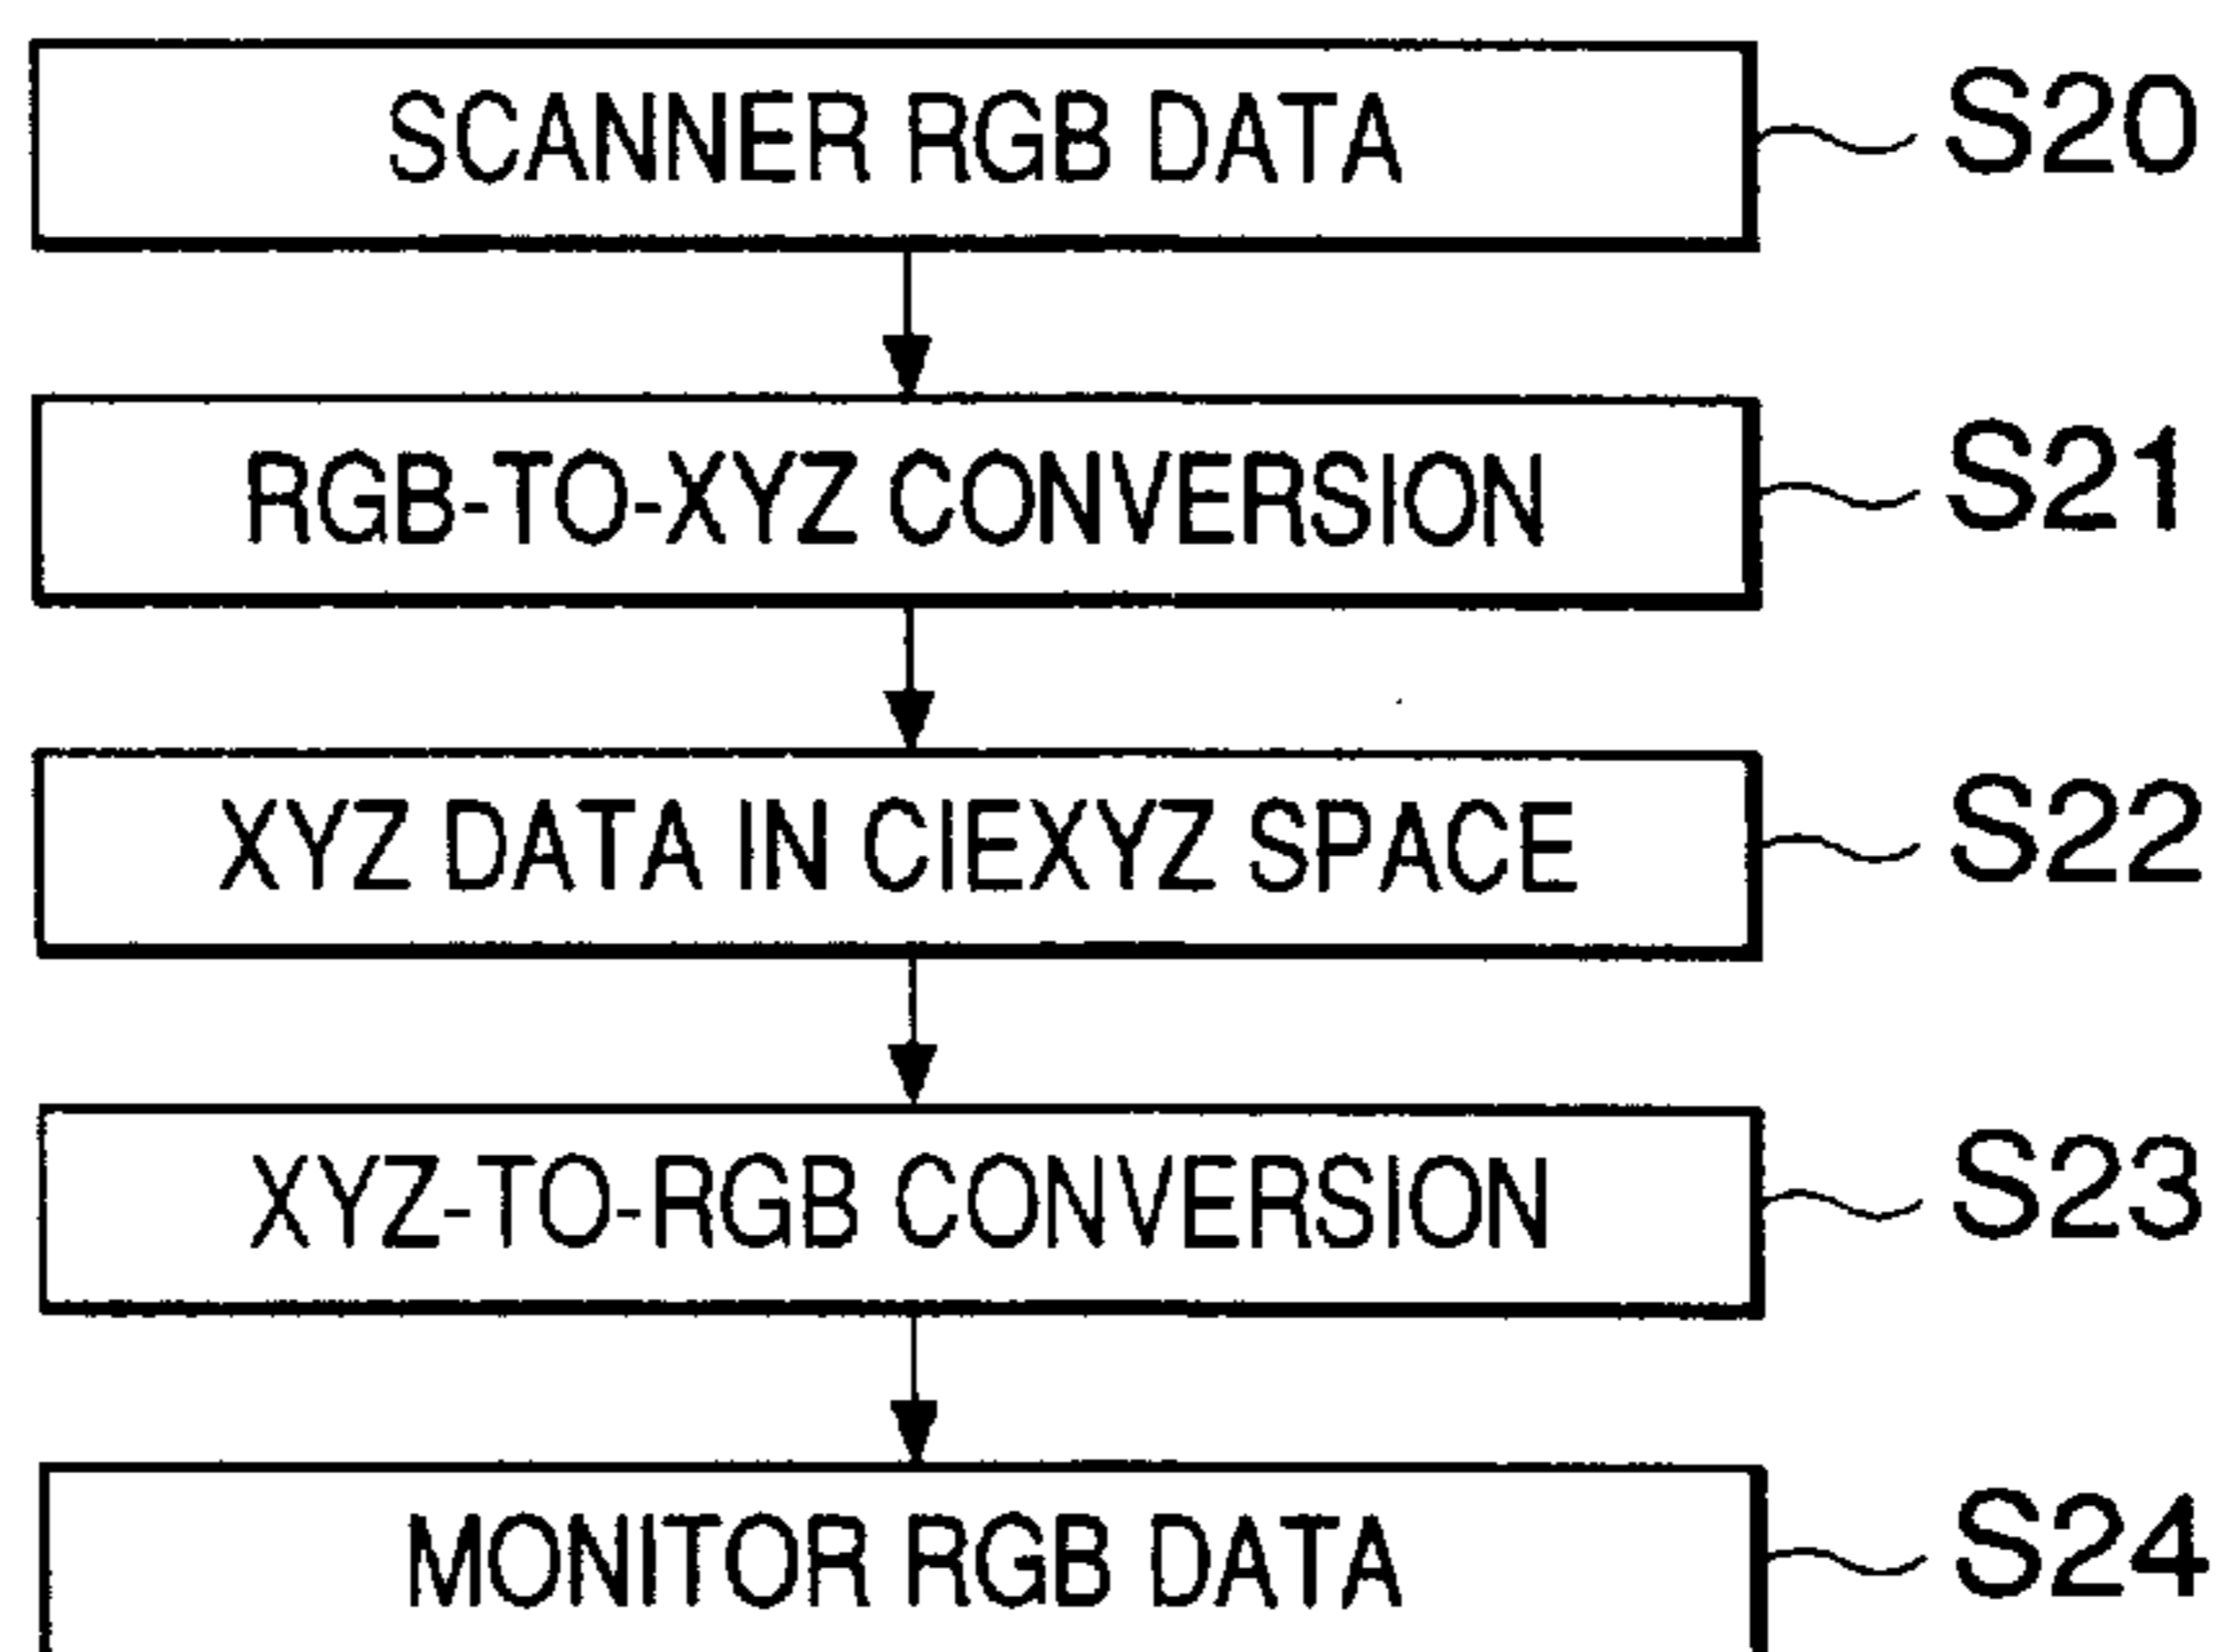 SCANNER RGB DATA S20
RGB-TO-XYZ CONVERSION S21
XYZ DATA IN CIEXYZ SPACE S22
XYZ-TO-RGB CONVERSION S23
MONITOR RGB DATA S24